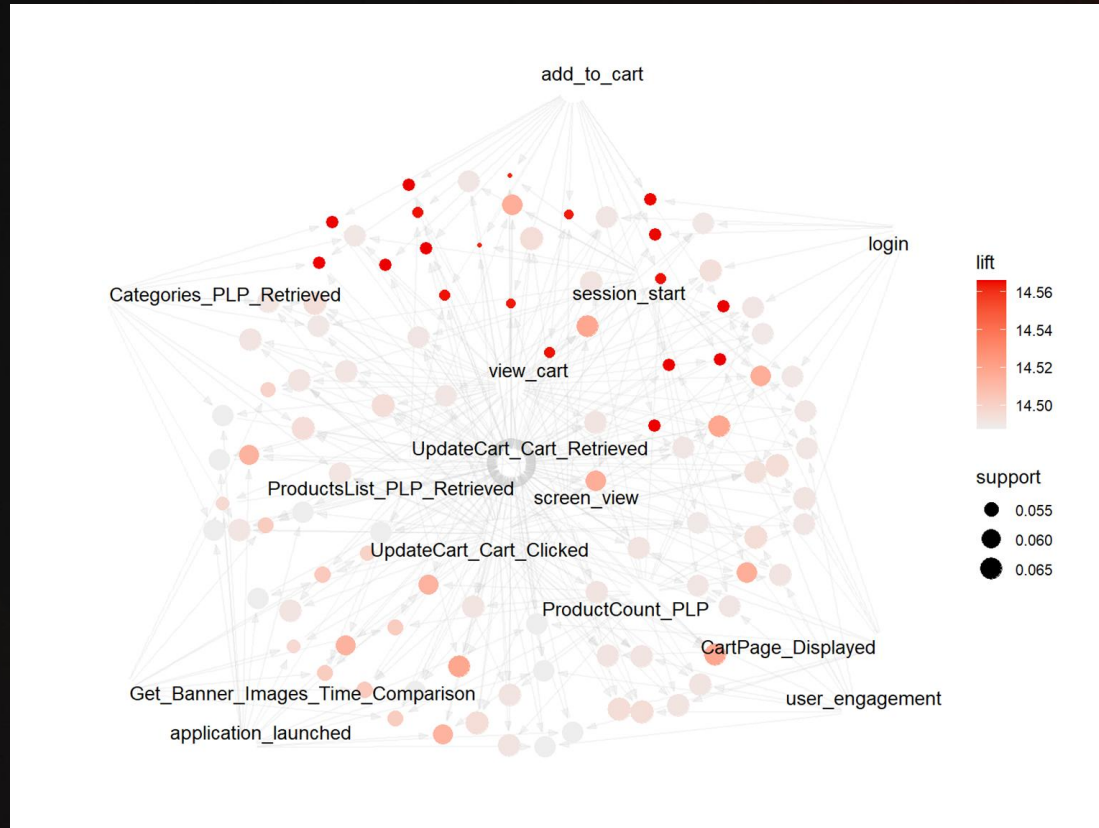 add_to_cart
login
Categories_PLP_Retrieved
session_start
view_cart
UpdateCart_Cart_Retrieved
ProductsList_PLP_Retrieved
screen_view
UpdateCart_Cart_Clicked
ProductCount_PLP
CartPage_Displayed
Get_Banner_Images_Time_Comparison
user_engagement
application_launched
lift
14.56
14.54
14.52
14.50
support
0.055
0.060
0.065